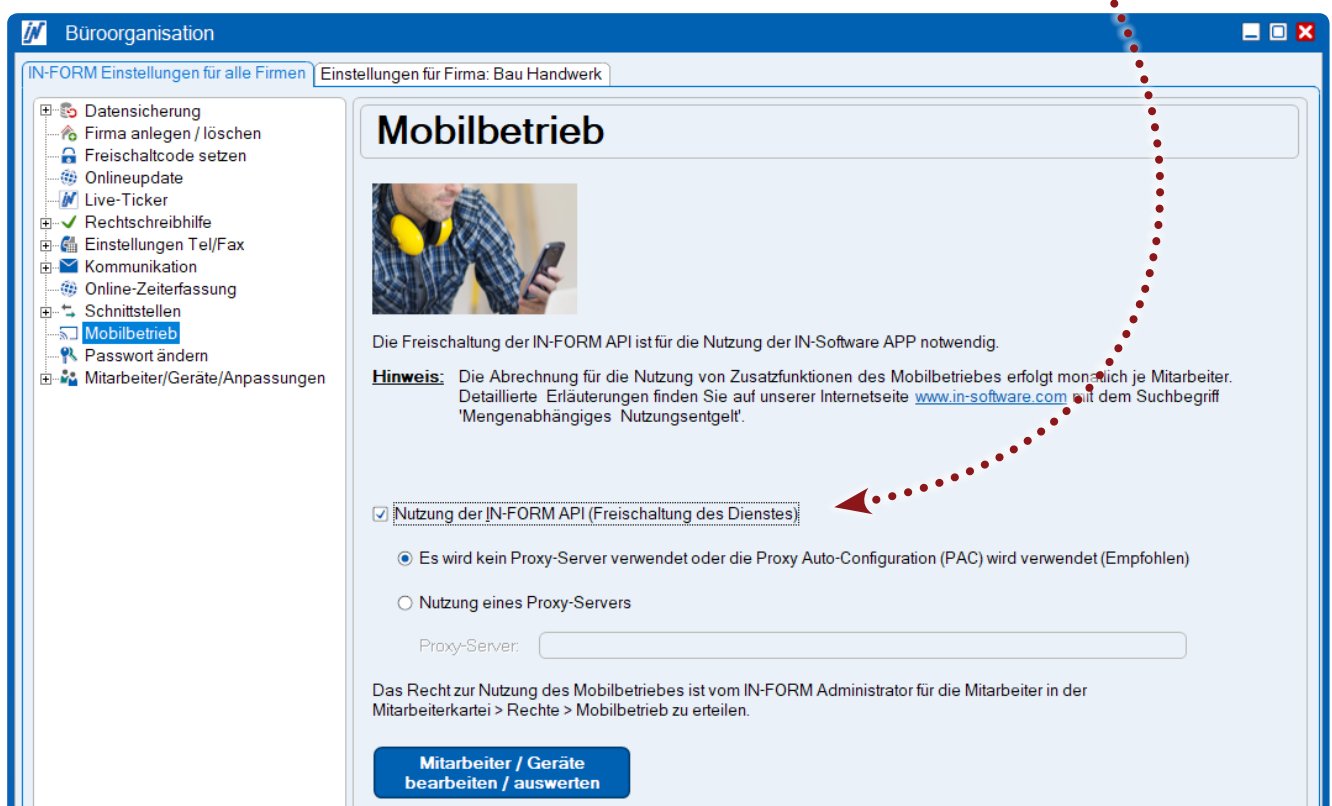 iN Büroorganisation
IN-FORM Einstellungen für alle Firmen Einstellungen für Firma: Bau Handwerk
Datensicherung
Firma anlegen / löschen
Freischaltcode setzen
Onlineupdate
Live-Ticker
Rechtschreibhilfe
Einstellungen Tel/Fax
Kommunikation
Online-Zeiterfassung
Schnittstellen
Mobilbetrieb
Passwort ändern
Mitarbeiter/Geräte/Anpassungen
Mobilbetrieb
Die Freischaltung der IN-FORM API ist für die Nutzung der IN-Software APP notwendig.
Hinweis: Die Abrechnung für die Nutzung von Zusatzfunktionen des Mobilbetriebes erfolgt monatlich je Mitarbeiter.
Detaillierte Erläuterungen finden Sie auf unserer Internetseite www.in-software.com mit dem Suchbegriff
'Mengenabhängiges Nutzungsentgelt'.
Nutzung der IN-FORM API (Freischaltung des Dienstes)
Es wird kein Proxy-Server verwendet oder die Proxy Auto-Configuration (PAC) wird verwendet (Empfohlen)
Nutzung eines Proxy-Servers
Proxy-Server:
Das Recht zur Nutzung des Mobilbetriebes ist vom IN-FORM Administrator für die Mitarbeiter in der
Mitarbeiterkartei > Rechte > Mobilbetrieb zu erteilen.
Mitarbeiter / Geräte
bearbeiten / auswerten